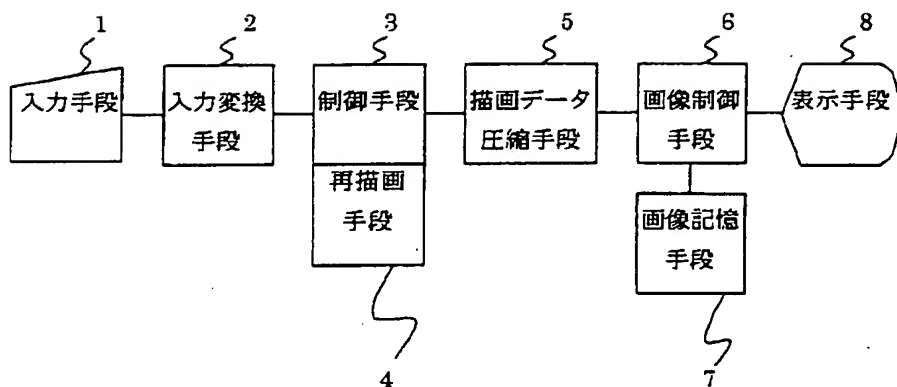 1
2
3
5
6
8
入力手段
入力変換
手段
制御手段
描画データ
圧縮手段
画像制御
手段
表示手段
再描画
手段
画像記憶
手段
4
7